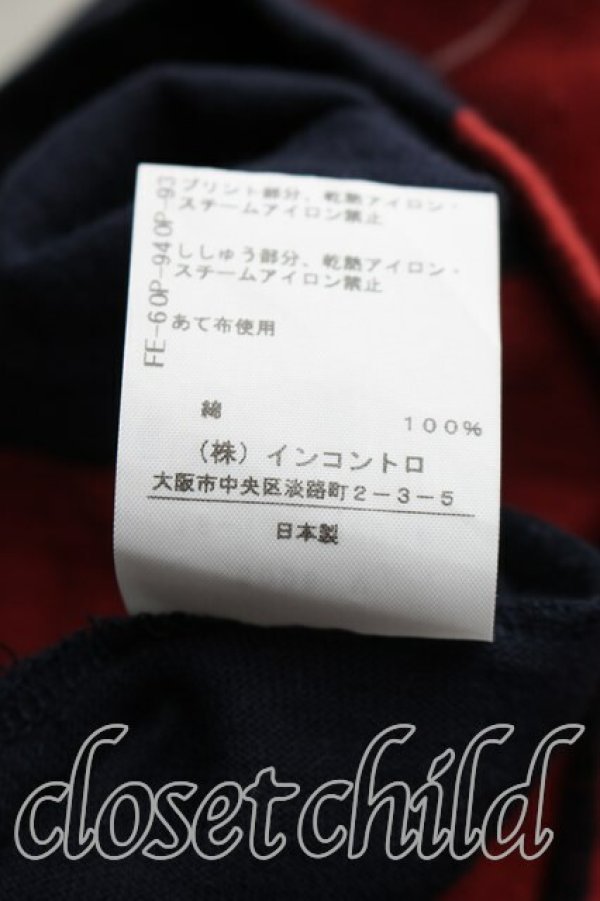 プリント部分、乾熱アイロン・
スチームアイロン禁止
ししゅう部分、乾熱アイロン・
スチームアイロン禁止
あて布使用
綿 100%
(株)インコントロ
大阪市中央区淡路町2-3-5
日本製
FE-60P-940P-93
closet child